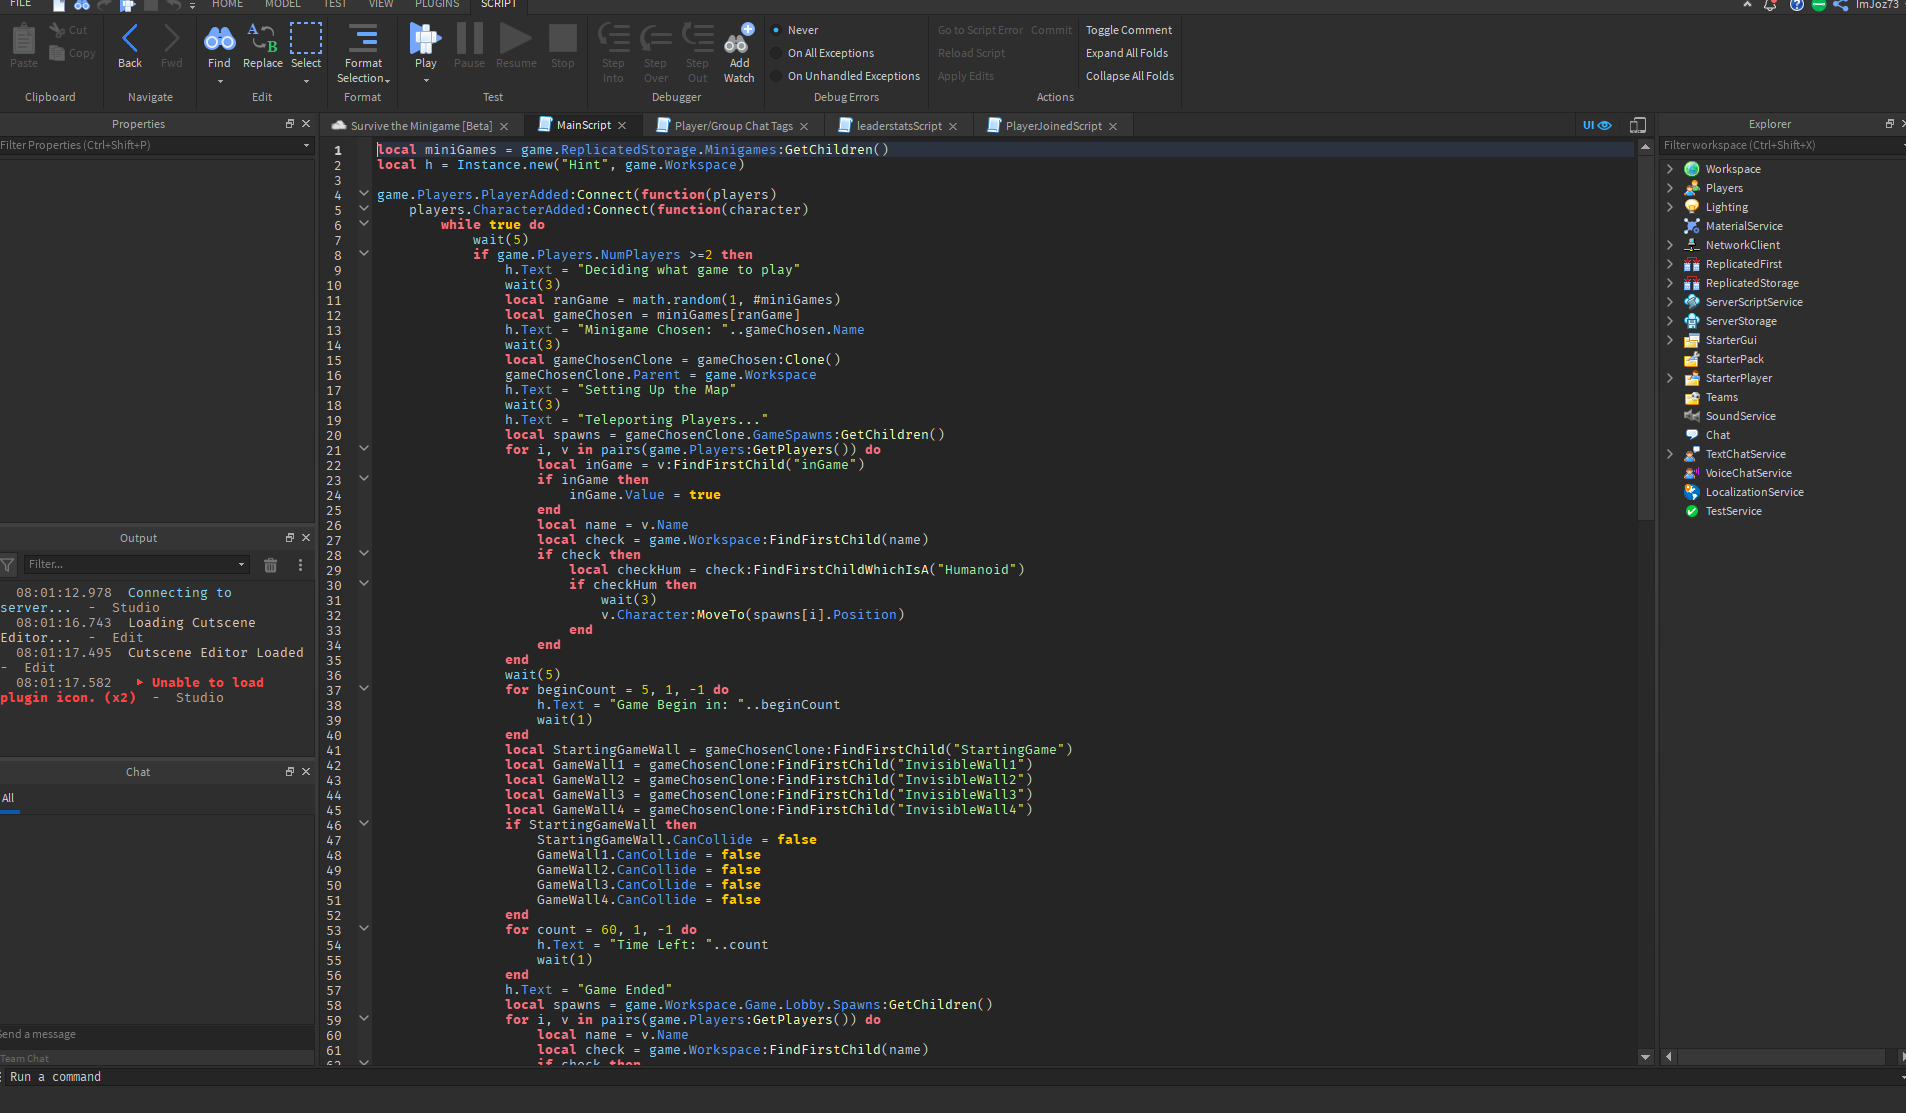 FILE HOME MODEL TEST VIEW PLUGINS SCRIPT ImJoz73
Paste Cut Copy Back Fwd Find Replace Select Format Selection Play Pause Resume Stop Step Into Step Over Step Out Add Watch
Never
On All Exceptions
On Unhandled Exceptions
Go to Script Error Commit
Reload Script
Apply Edits
Toggle Comment
Expand All Folds
Collapse All Folds
Clipboard Navigate Edit Format Test Debugger Debug Errors Actions
Properties
Filter Properties (Ctrl+Shift+P)
Output
Filter...
08:01:12.978 Connecting to
server... - Studio
08:01:16.743 Loading Cutscene
Editor... - Edit
08:01:17.495 Cutscene Editor Loaded
- Edit
08:01:17.582 Unable to load
plugin icon. (x2) - Studio
Chat
All
Send a message
Team Chat
Run a command
Survive the Minigame [Beta] MainScript Player/Group Chat Tags leaderstatsScript PlayerJoinedScript UI
1 local miniGames = game.ReplicatedStorage.Minigames:GetChildren()
2 local h = Instance.new("Hint", game.Workspace)
3
4 game.Players.PlayerAdded:Connect(function(players)
5 players.CharacterAdded:Connect(function(character)
6 while true do
7 wait(5)
8 if game.Players.NumPlayers >=2 then
9 h.Text = "Deciding what game to play"
10 wait(3)
11 local ranGame = math.random(1, #miniGames)
12 local gameChosen = miniGames[ranGame]
13 h.Text = "Minigame Chosen: "..gameChosen.Name
14 wait(3)
15 local gameChosenClone = gameChosen:Clone()
16 gameChosenClone.Parent = game.Workspace
17 h.Text = "Setting Up the Map"
18 wait(3)
19 h.Text = "Teleporting Players..."
20 local spawns = gameChosenClone.GameSpawns:GetChildren()
21 for i, v in pairs(game.Players:GetPlayers()) do
22 local inGame = v:FindFirstChild("inGame")
23 if inGame then
24 inGame.Value = true
25 end
26 local name = v.Name
27 local check = game.Workspace:FindFirstChild(name)
28 if check then
29 local checkHum = check:FindFirstChildWhichIsA("Humanoid")
30 if checkHum then
31 wait(3)
32 v.Character:MoveTo(spawns[i].Position)
33 end
34 end
35 end
36 wait(5)
37 for beginCount = 5, 1, -1 do
38 h.Text = "Game Begin in: "..beginCount
39 wait(1)
40 end
41 local StartingGameWall = gameChosenClone:FindFirstChild("StartingGame")
42 local GameWall1 = gameChosenClone:FindFirstChild("InvisibleWall1")
43 local GameWall2 = gameChosenClone:FindFirstChild("InvisibleWall2")
44 local GameWall3 = gameChosenClone:FindFirstChild("InvisibleWall3")
45 local GameWall4 = gameChosenClone:FindFirstChild("InvisibleWall4")
46 if StartingGameWall then
47 StartingGameWall.CanCollide = false
48 GameWall1.CanCollide = false
49 GameWall2.CanCollide = false
50 GameWall3.CanCollide = false
51 GameWall4.CanCollide = false
52 end
53 for count = 60, 1, -1 do
54 h.Text = "Time Left: "..count
55 wait(1)
56 end
57 h.Text = "Game Ended"
58 local spawns = game.Workspace.Game.Lobby.Spawns:GetChildren()
59 for i, v in pairs(game.Players:GetPlayers()) do
60 local name = v.Name
61 local check = game.Workspace:FindFirstChild(name)
62 if check then
Explorer
Filter workspace (Ctrl+Shift+X)
Workspace
Players
Lighting
MaterialService
NetworkClient
ReplicatedFirst
ReplicatedStorage
ServerScriptService
ServerStorage
StarterGui
StarterPack
StarterPlayer
Teams
SoundService
Chat
TextChatService
VoiceChatService
LocalizationService
TestService